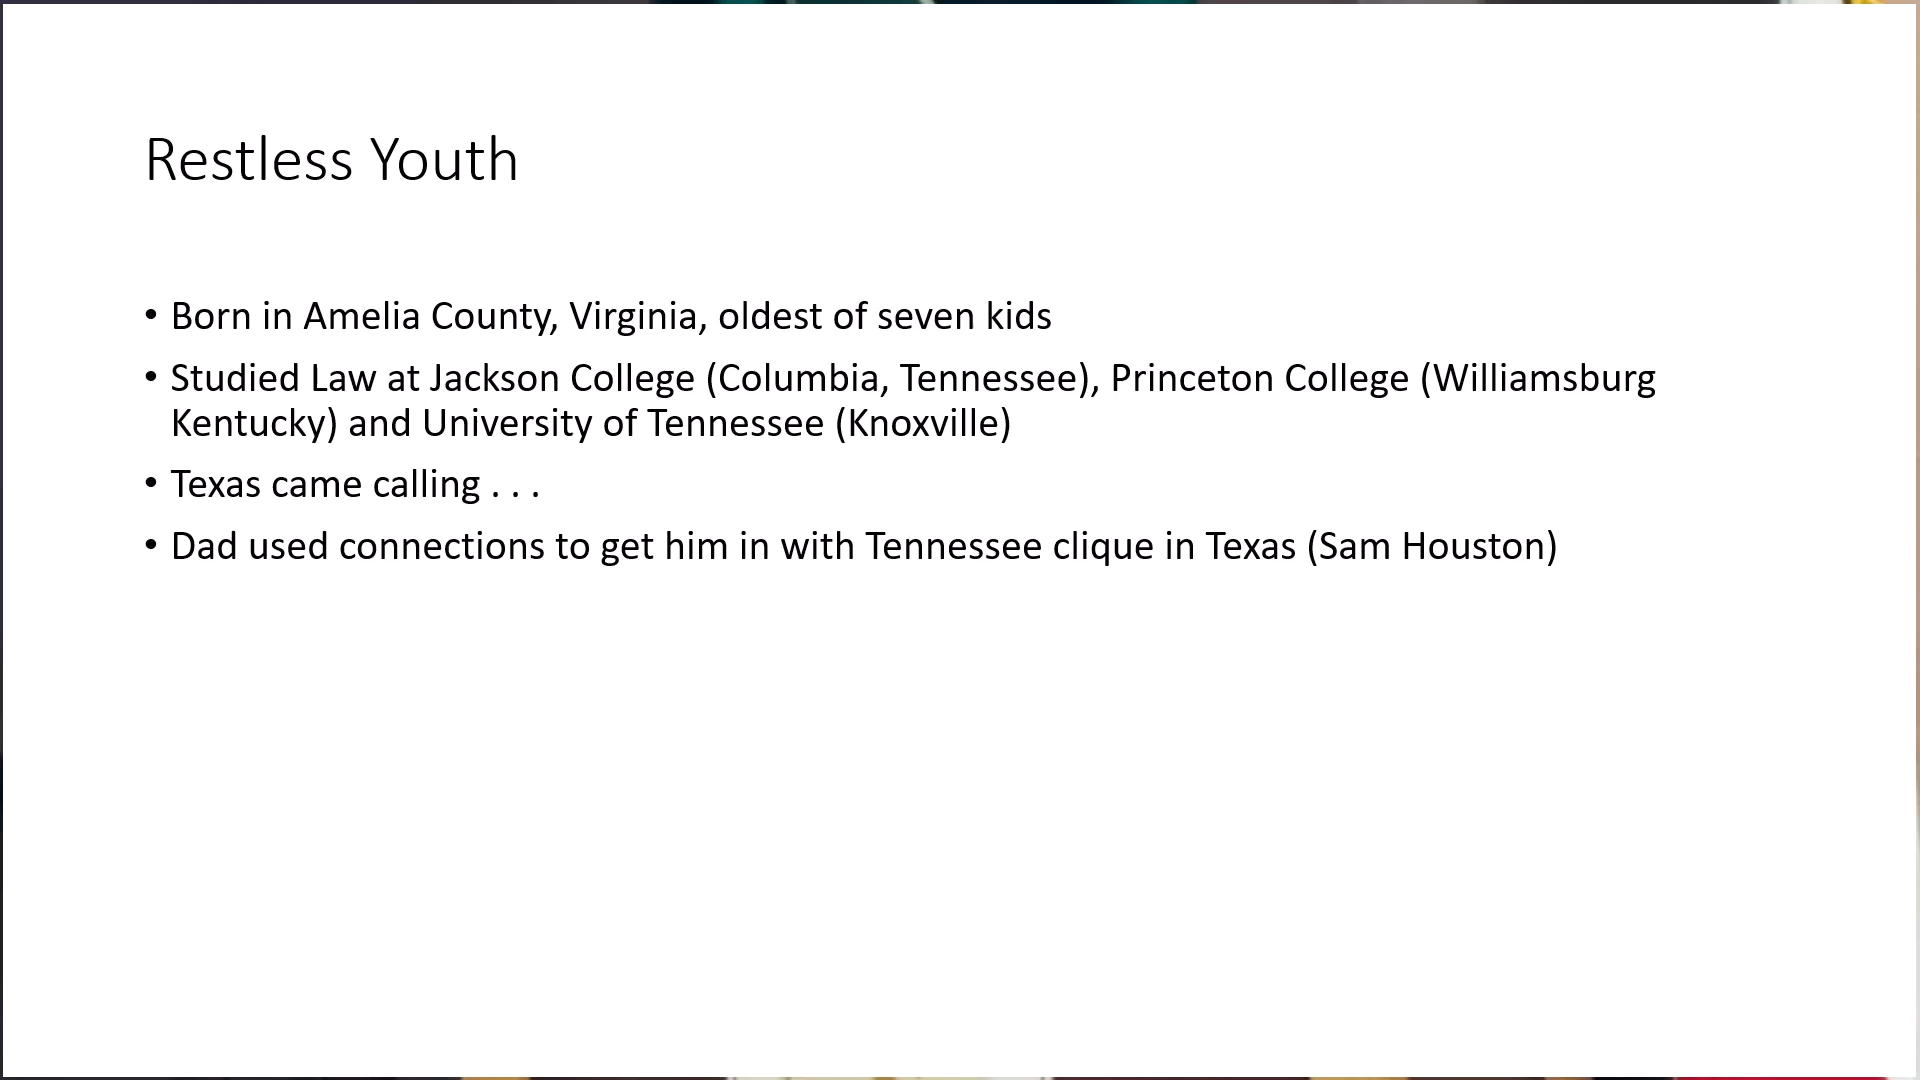 Restless Youth
• Born in Amelia County, Virginia, oldest of seven kids
• Studied Law at Jackson College (Columbia, Tennessee), Princeton College (Williamsburg
Kentucky) and University of Tennessee (Knoxville)
• Texas came calling . . .
• Dad used connections to get him in with Tennessee clique in Texas (Sam Houston)